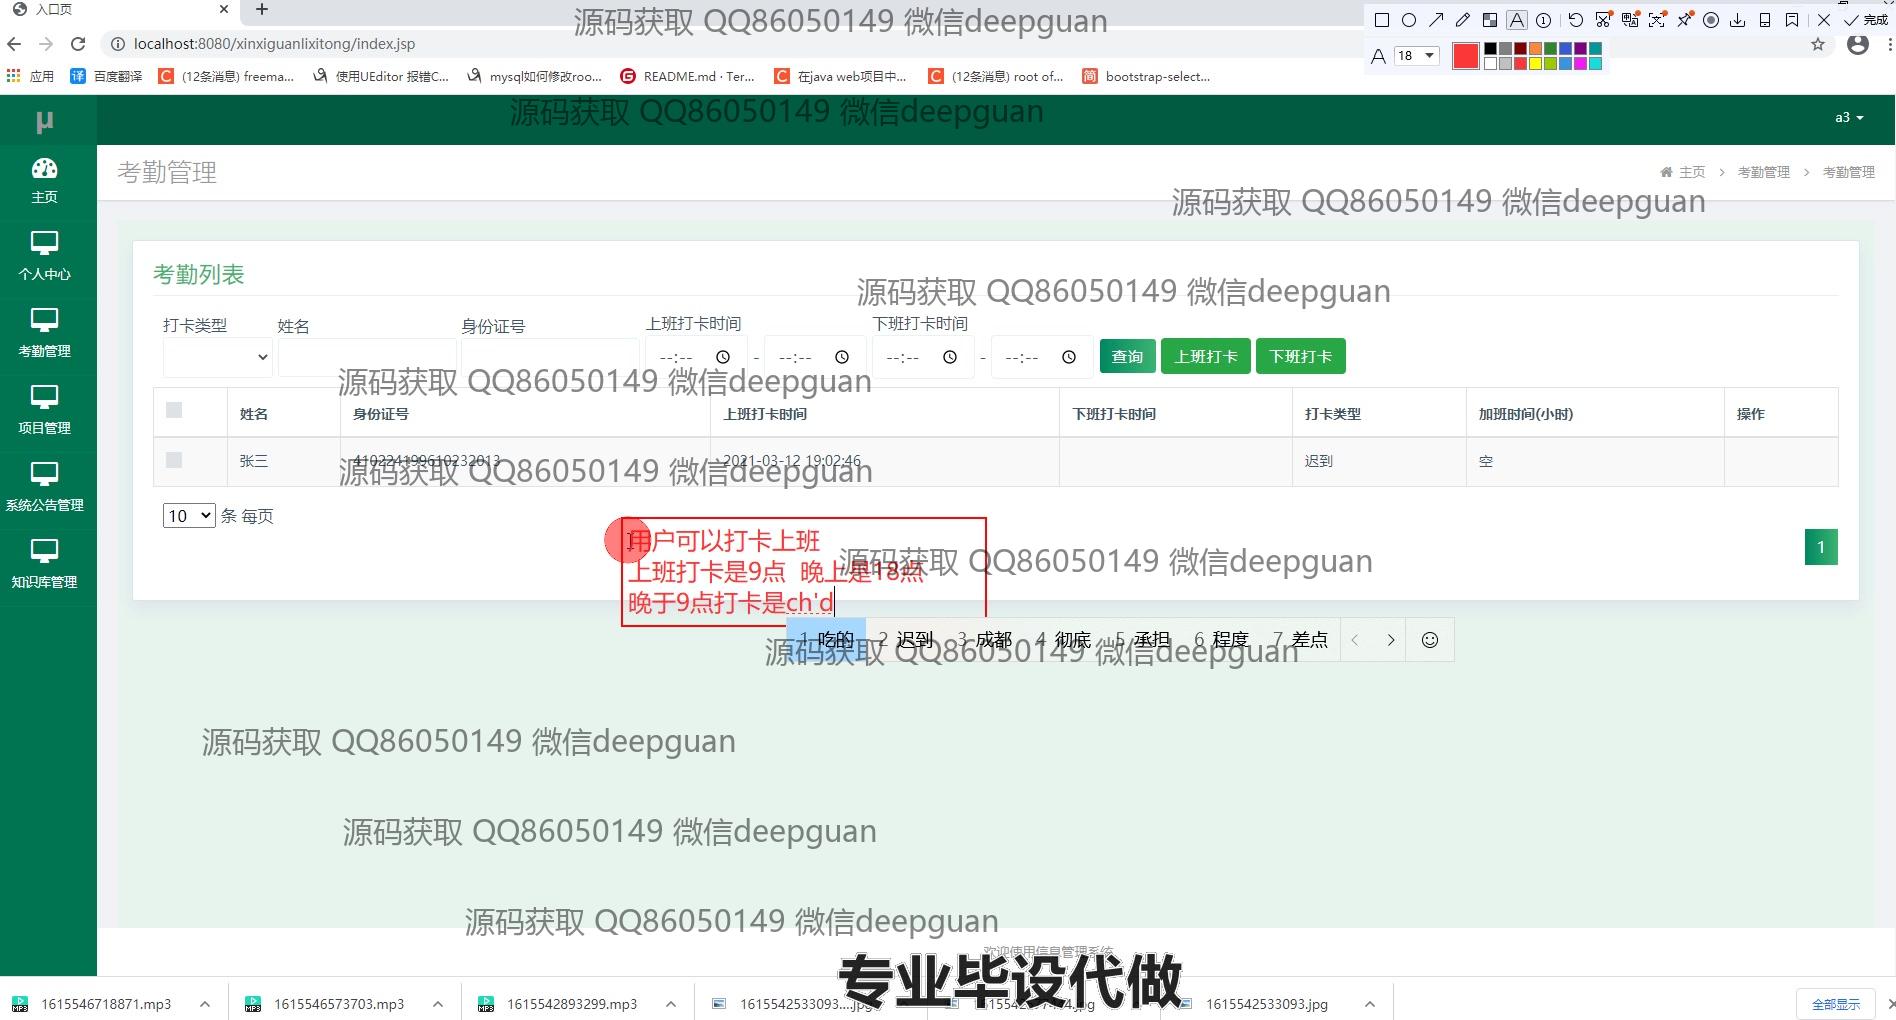 入口页
源码获取 QQ86050149 微信deepguan
完成
localhost:8080/xinxiguanlixitong/index.jsp
A 18
应用
百度翻译
(12条消息) freema...
使用UEditor 报错C...
mysql如何修改roo...
README.md · Ter...
在java web项目中...
(12条消息) root of...
bootstrap-select...
源码获取 QQ86050149 微信deepguan
μ
a3
主页
考勤管理
主页 > 考勤管理 > 考勤管理
源码获取 QQ86050149 微信deepguan
个人中心
考勤管理
项目管理
系统公告管理
知识库管理
考勤列表
源码获取 QQ86050149 微信deepguan
打卡类型 姓名 身份证号 上班打卡时间 下班打卡时间
--:-- - --:-- --:-- - --:-- 查询 上班打卡 下班打卡
源码获取 QQ86050149 微信deepguan
姓名 身份证号 上班打卡时间 下班打卡时间 打卡类型 加班时间(小时) 操作
张三 410224199610232013 2021-03-12 19:02:46 迟到 空
源码获取 QQ86050149 微信deepguan
10 条 每页
用户可以打卡上班
上班打卡是9点 晚上是18点
晚于9点打卡是ch'd
源码获取 QQ86050149 微信deepguan
1
1 吃的 2 迟到 3 成都 4 彻底 5 承担 6 程度 7 差点
源码获取 QQ86050149 微信deepguan
源码获取 QQ86050149 微信deepguan
源码获取 QQ86050149 微信deepguan
源码获取 QQ86050149 微信deepguan
欢迎使用信息管理系统
专业毕设代做
1615546718871.mp3
1615546573703.mp3
1615542893299.mp3
1615542533093....jpg
1615542533093.jpg
全部显示